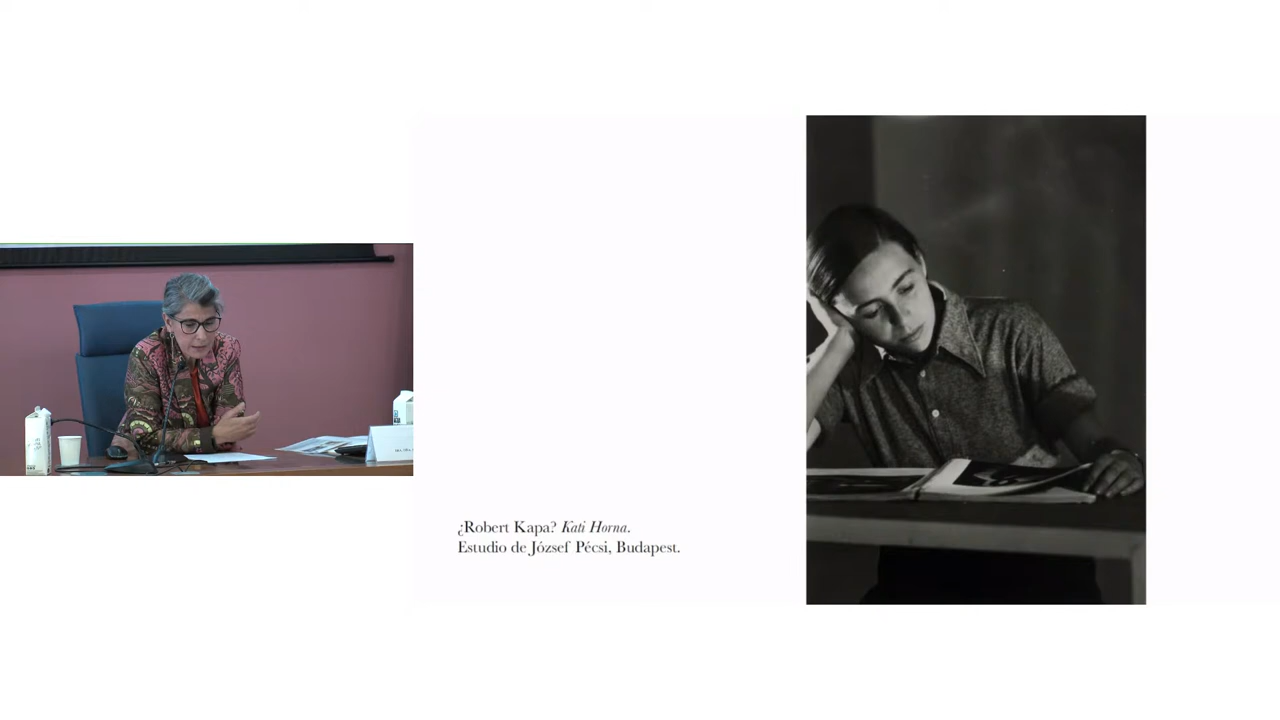 ¿Robert Kapa? Kati Horna.
Estudio de József Pécsi, Budapest.